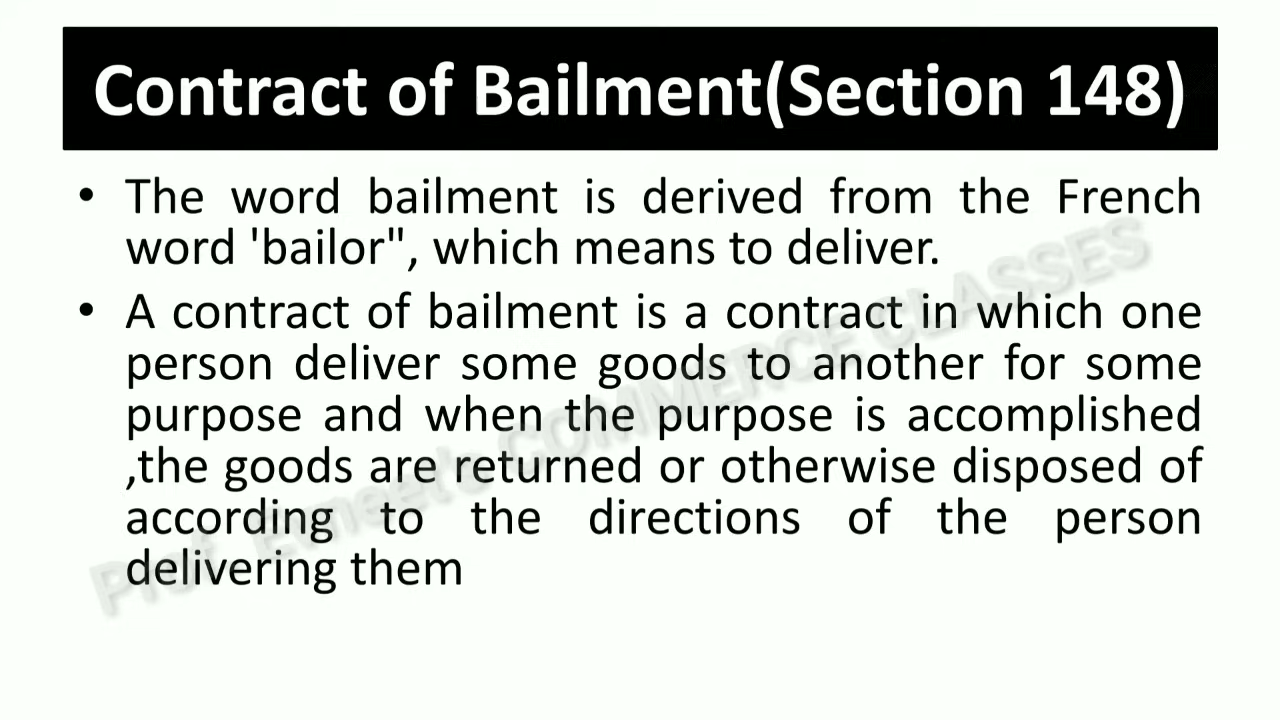 Contract of Bailment(Section 148)
• The word bailment is derived from the French
word 'bailor", which means to deliver.
• A contract of bailment is a contract in which one
person deliver some goods to another for some
purpose and when the purpose is accomplished
,the goods are returned or otherwise disposed of
according to the directions of the person
delivering them
Prof. COMMERCE CLASSES